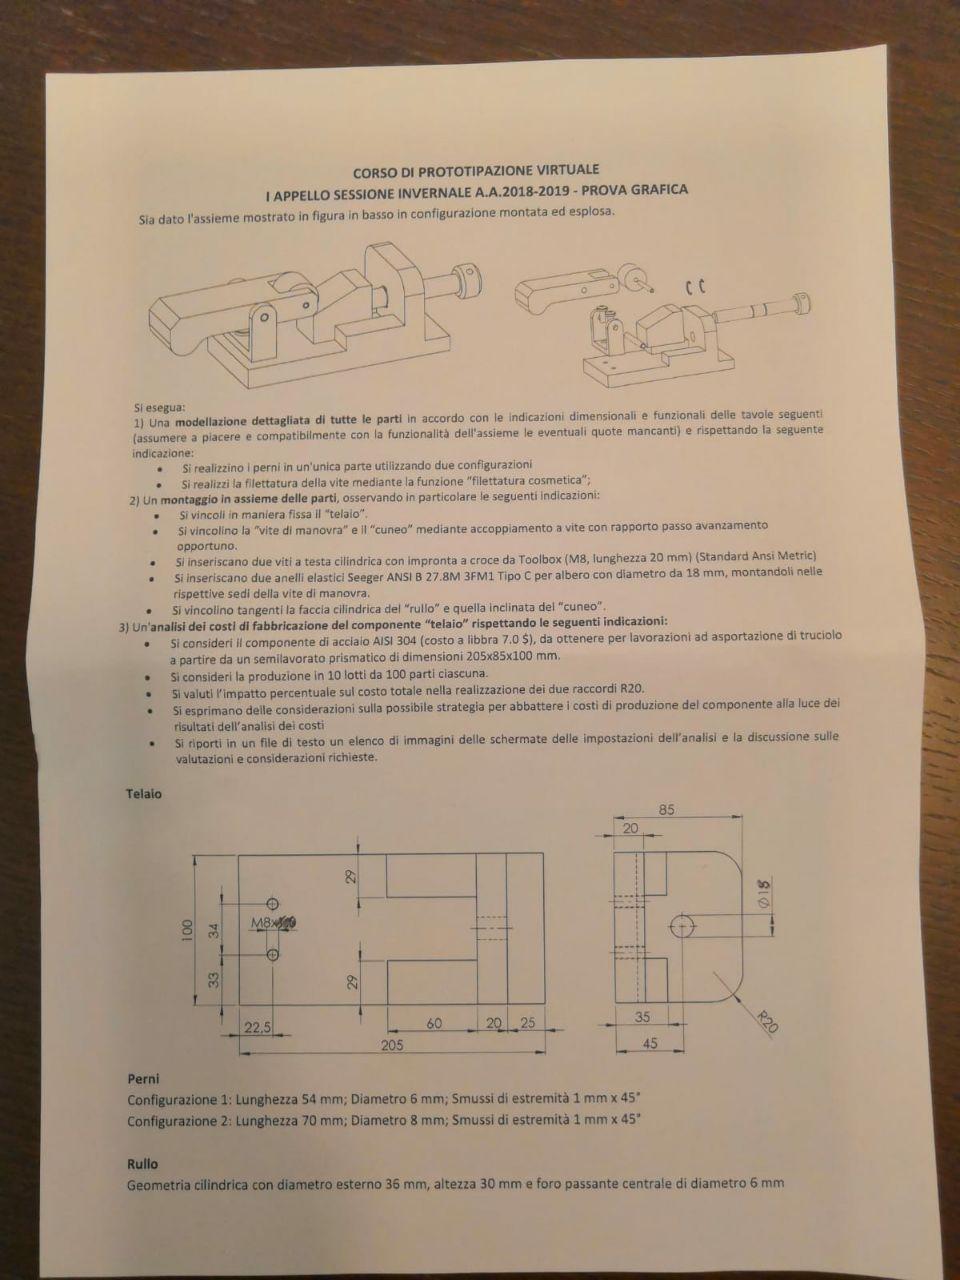 CORSO DI PROTOTIPAZIONE VIRTUALE
I APPELLO SESSIONE INVERNALE A.A.2018-2019 - PROVA GRAFICA
Sia dato l'assieme mostrato in figura in basso in configurazione montata ed esplosa.
Si esegua:
1) Una modellazione dettagliata di tutte le parti in accordo con le indicazioni dimensionali e funzionali delle tavole seguenti
(assumere a piacere e compatibilmente con la funzionalità dell'assieme le eventuali quote mancanti) e rispettando la seguente
indicazione:
• Si realizzino i perni in un'unica parte utilizzando due configurazioni
• Si realizzi la filettatura della vite mediante la funzione "filettatura cosmetica";
2) Un montaggio in assieme delle parti, osservando in particolare le seguenti indicazioni:
• Si vincoli in maniera fissa il "telaio".
• Si vincolino la "vite di manovra" e il "cuneo" mediante accoppiamento a vite con rapporto passo avanzamento
opportuno.
• Si inseriscano due viti a testa cilindrica con impronta a croce da Toolbox (M8, lunghezza 20 mm) (Standard Ansi Metric)
• Si inseriscano due anelli elastici Seeger ANSI B 27.8M 3FM1 Tipo C per albero con diametro da 18 mm, montandoli nelle
rispettive sedi della vite di manovra.
• Si vincolino tangenti la faccia cilindrica del "rullo" e quella inclinata del "cuneo".
3) Un'analisi dei costi di fabbricazione del componente "telaio" rispettando le seguenti indicazioni:
• Si consideri il componente di acciaio AISI 304 (costo a libbra 7.0 $), da ottenere per lavorazioni ad asportazione di truciolo
a partire da un semilavorato prismatico di dimensioni 205x85x100 mm.
• Si consideri la produzione in 10 lotti da 100 parti ciascuna.
• Si valuti l'impatto percentuale sul costo totale nella realizzazione dei due raccordi R20.
• Si esprimano delle considerazioni sulla possibile strategia per abbattere i costi di produzione del componente alla luce dei
risultati dell'analisi dei costi
• Si riporti in un file di testo un elenco di immagini delle schermate delle impostazioni dell'analisi e la discussione sulle
valutazioni e considerazioni richieste.
Telaio
85
20
29
Ø18
100
34
M8
33
29
22,5
60
20
25
205
35
45
R20
Perni
Configurazione 1: Lunghezza 54 mm; Diametro 6 mm; Smussi di estremità 1 mm x 45°
Configurazione 2: Lunghezza 70 mm; Diametro 8 mm; Smussi di estremità 1 mm x 45°
Rullo
Geometria cilindrica con diametro esterno 36 mm, altezza 30 mm e foro passante centrale di diametro 6 mm